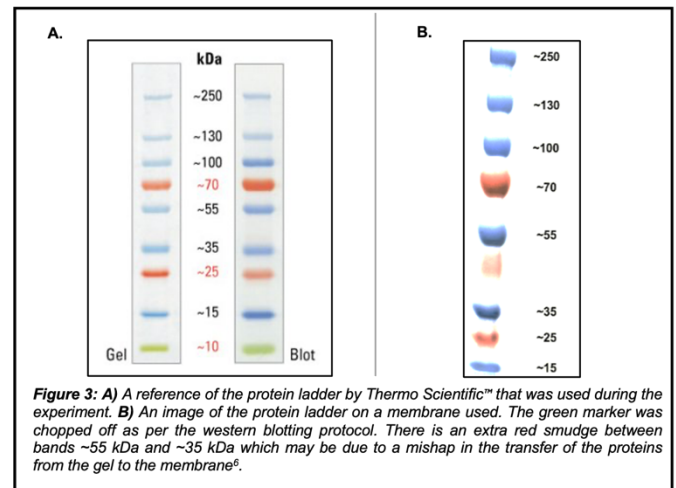 A.
kDa
~250
~130
~100
~70
~55
~35
~25
~15
~10
Gel
Blot
B.
~250
~130
~100
~70
~55
~35
~25
~15
Figure 3: A) A reference of the protein ladder by Thermo Scientific™ that was used during the
experiment. B) An image of the protein ladder on a membrane used. The green marker was
chopped off as per the western blotting protocol. There is an extra red smudge between
bands ~55 kDa and ~35 kDa which may be due to a mishap in the transfer of the proteins
from the gel to the membrane⁶.